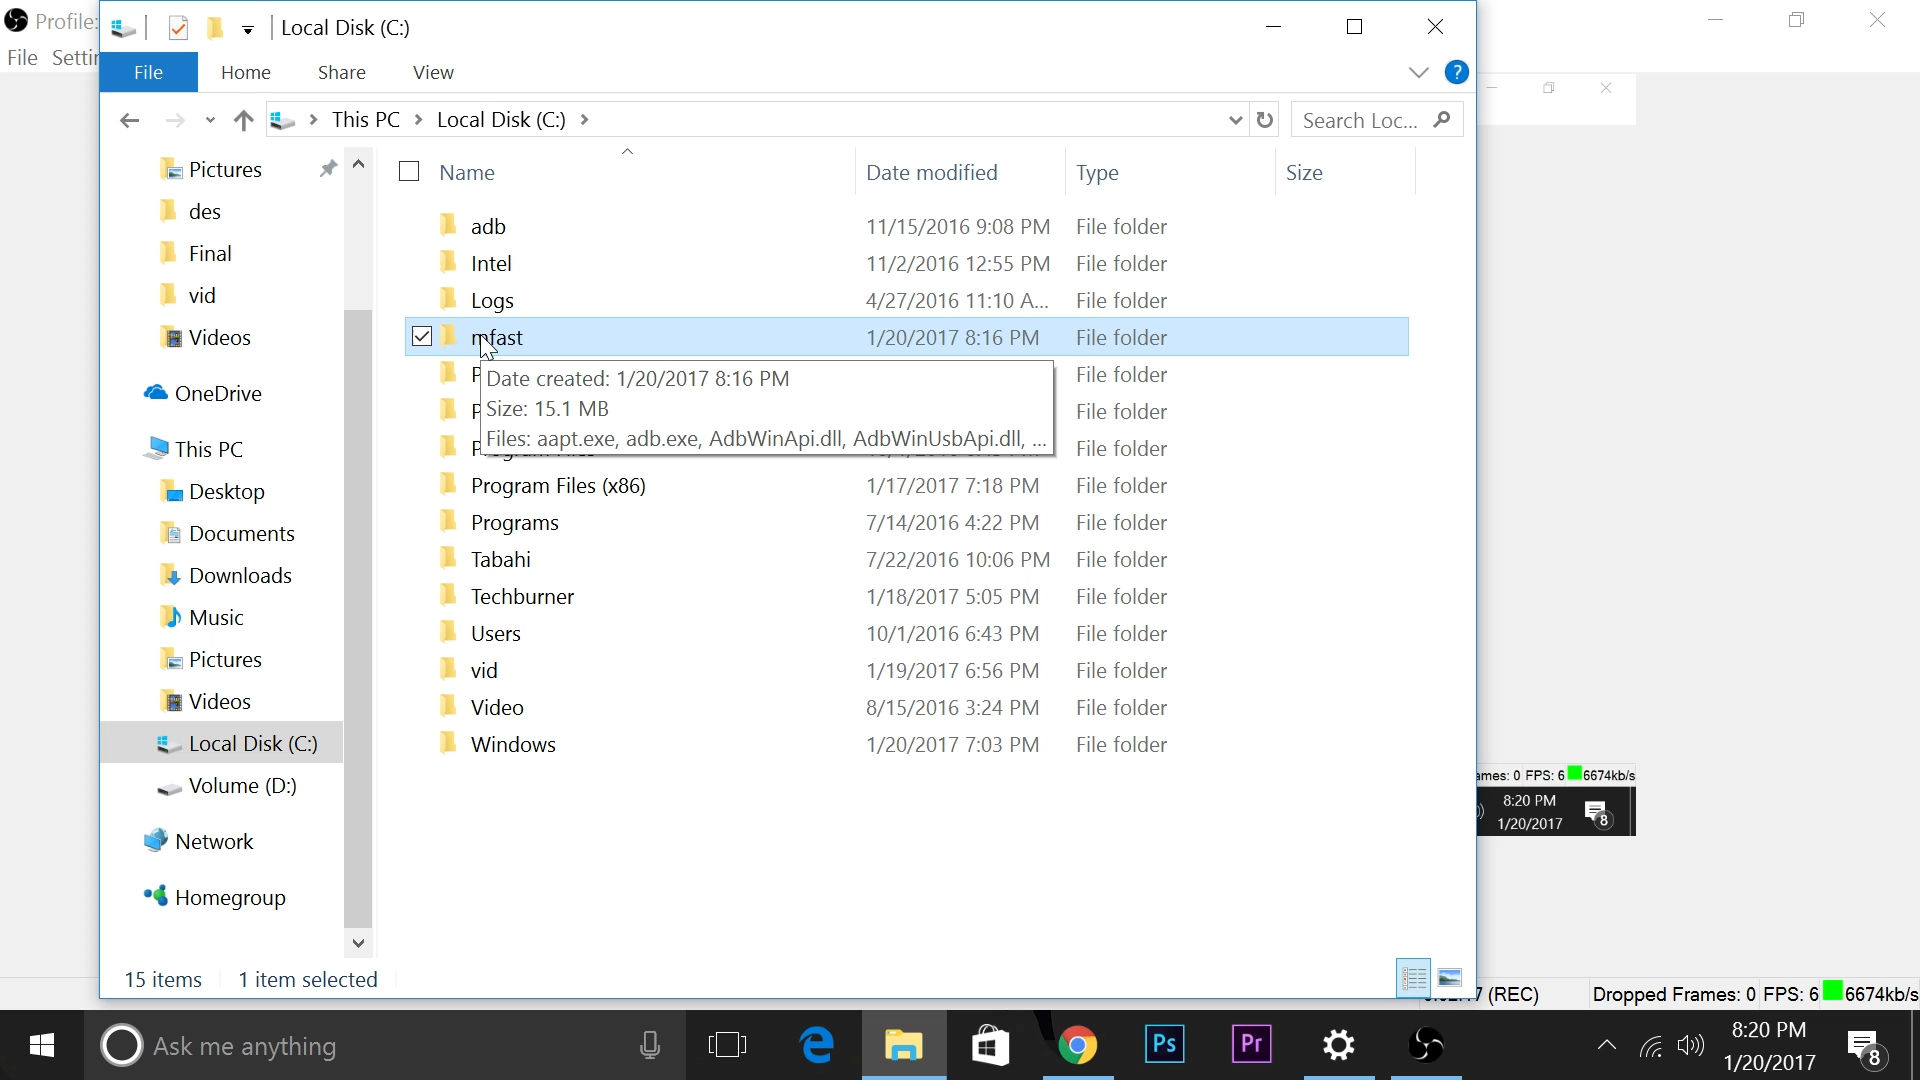 Profile:
File Settin
Local Disk (C:)
File Home Share View
This PC Local Disk (C:)
Search Loc...
Name Date modified Type Size
Pictures
des
Final
vid
Videos
OneDrive
This PC
Desktop
Documents
Downloads
Music
Pictures
Videos
Local Disk (C:)
Volume (D:)
Network
Homegroup
adb 11/15/2016 9:08 PM File folder
Intel 11/2/2016 12:55 PM File folder
Logs 4/27/2016 11:10 A... File folder
mfast 1/20/2017 8:16 PM File folder
File folder
File folder
File folder
Date created: 1/20/2017 8:16 PM
Size: 15.1 MB
Files: aapt.exe, adb.exe, AdbWinApi.dll, AdbWinUsbApi.dll, ...
Program Files (x86) 1/17/2017 7:18 PM File folder
Programs 7/14/2016 4:22 PM File folder
Tabahi 7/22/2016 10:06 PM File folder
Techburner 1/18/2017 5:05 PM File folder
Users 10/1/2016 6:43 PM File folder
vid 1/19/2017 6:56 PM File folder
Video 8/15/2016 3:24 PM File folder
Windows 1/20/2017 7:03 PM File folder
ames: 0 FPS: 6 6674kb/s
8:20 PM
1/20/2017
8
15 items 1 item selected
(REC) Dropped Frames: 0 FPS: 6 6674kb/s
Ask me anything
Ps
Pr
8:20 PM
1/20/2017
8